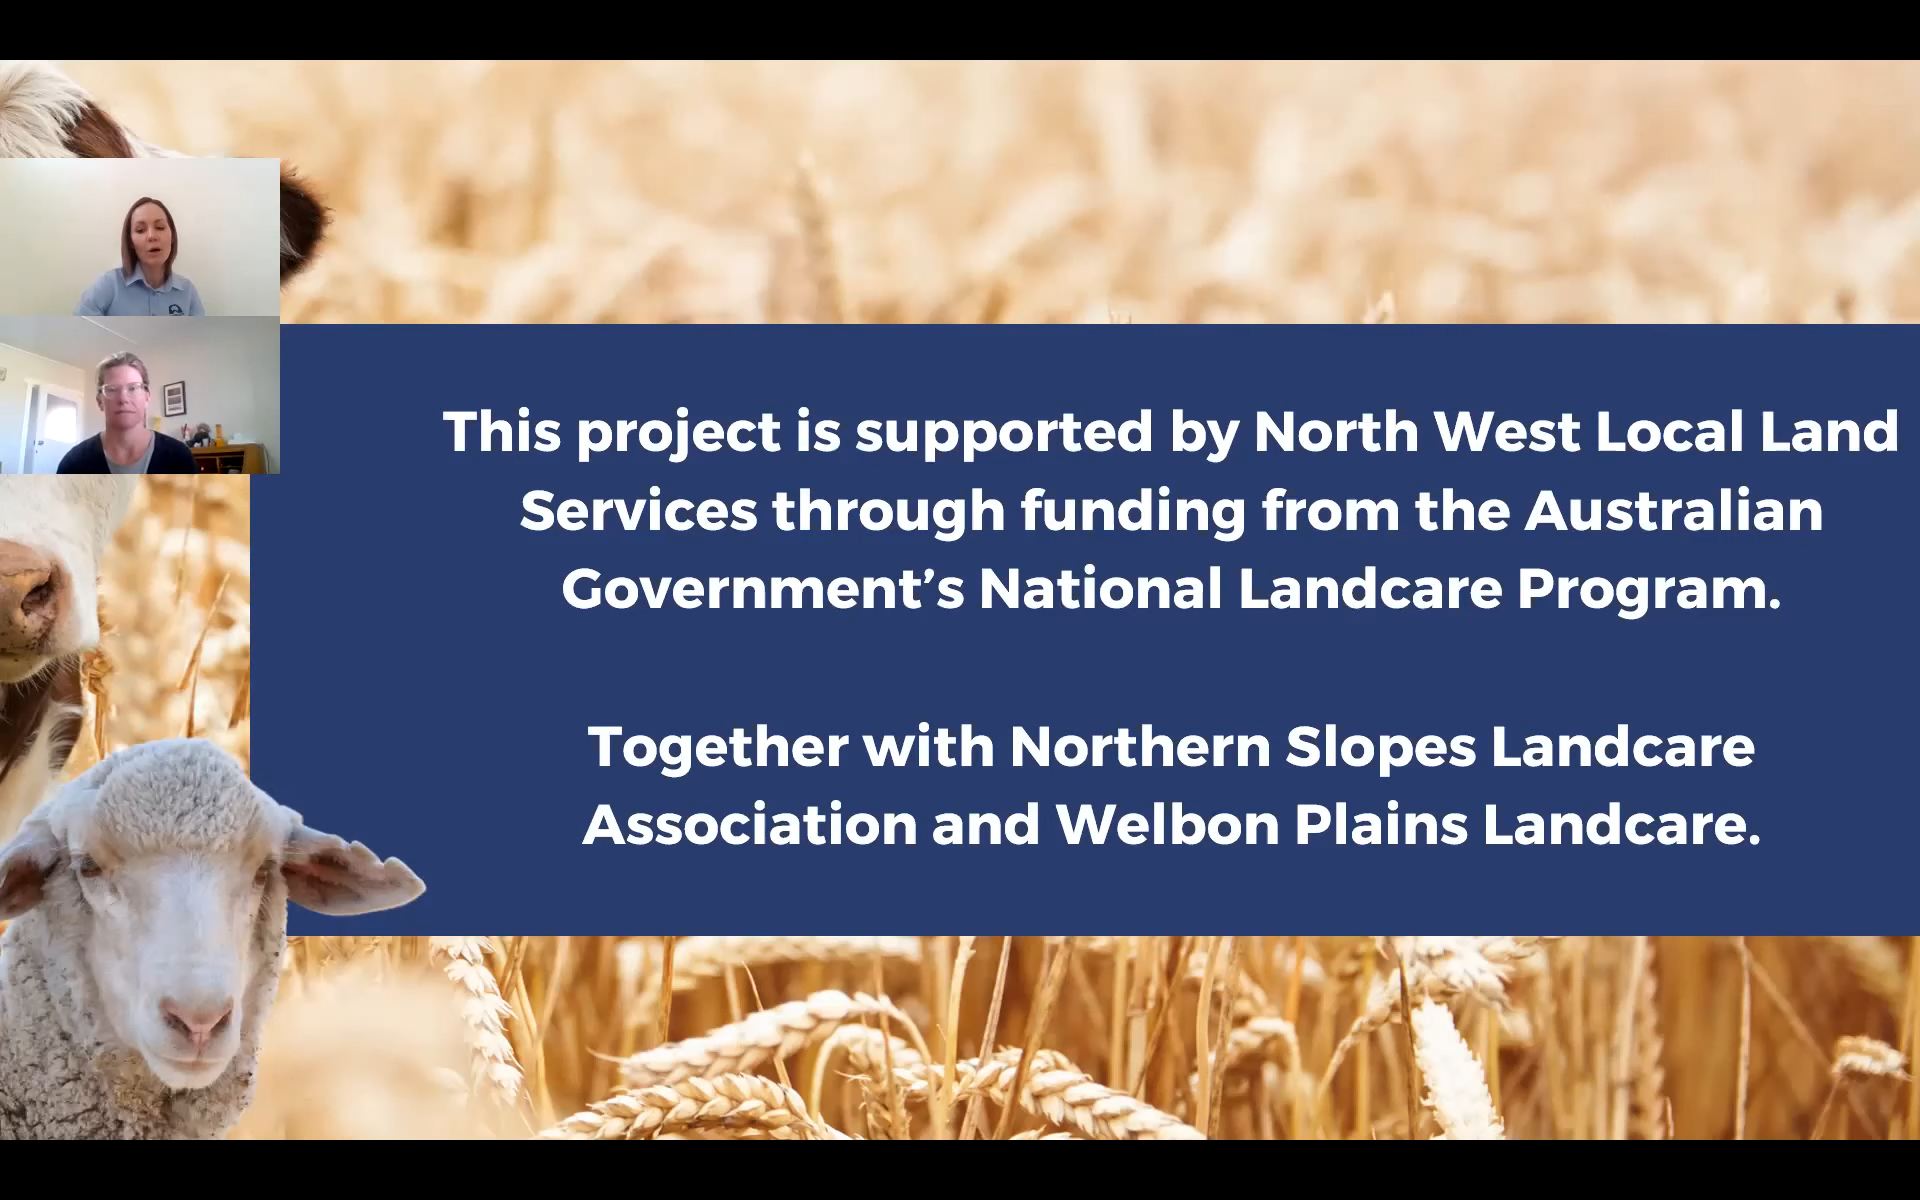 This project is supported by North West Local Land
Services through funding from the Australian
Government’s National Landcare Program.
Together with Northern Slopes Landcare
Association and Welbon Plains Landcare.